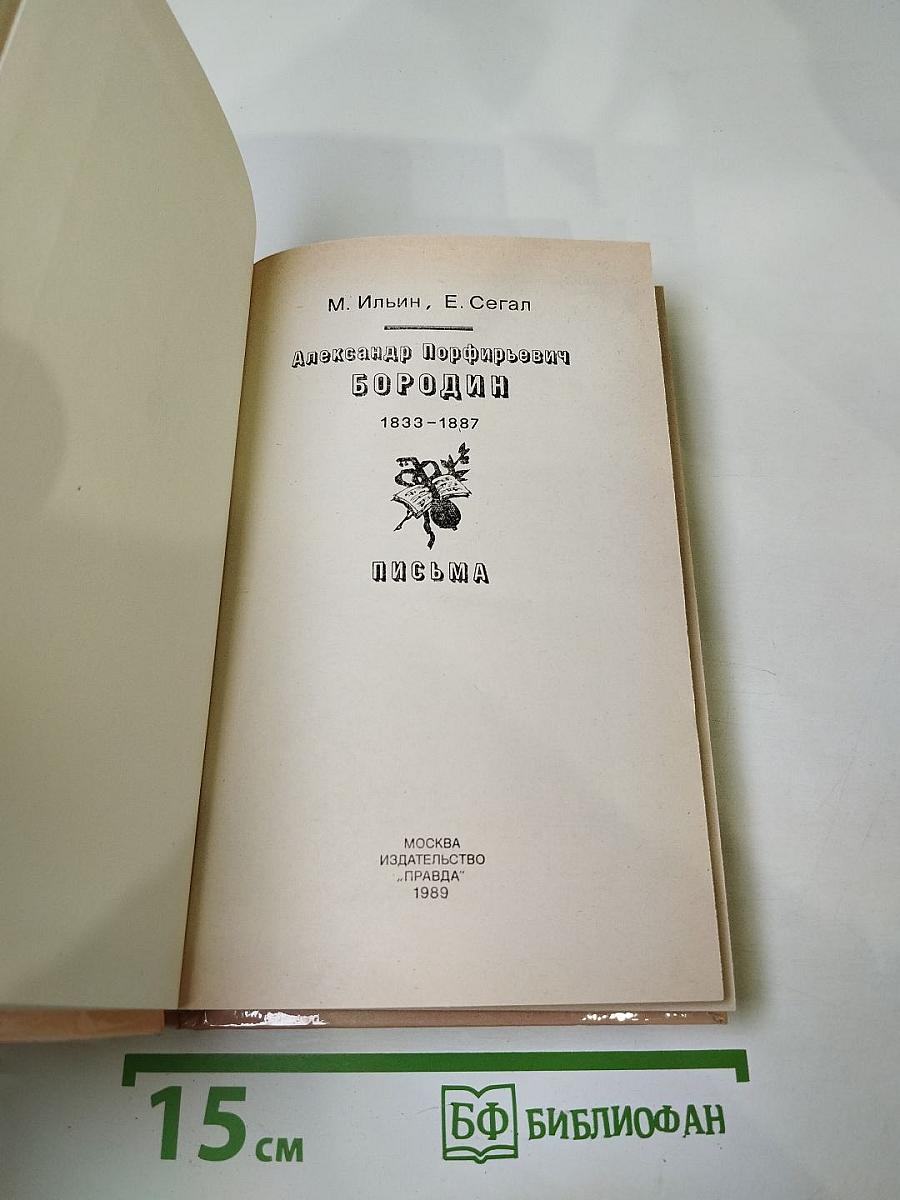 М. Ильин, Е. Сегал
Александр Порфирьевич
БОРОДИН
1833–1887
ПИСЬМА
МОСКВА
ИЗДАТЕЛЬСТВО
„ПРАВДА“
1989
15 см
БФ БИБЛИОФАН